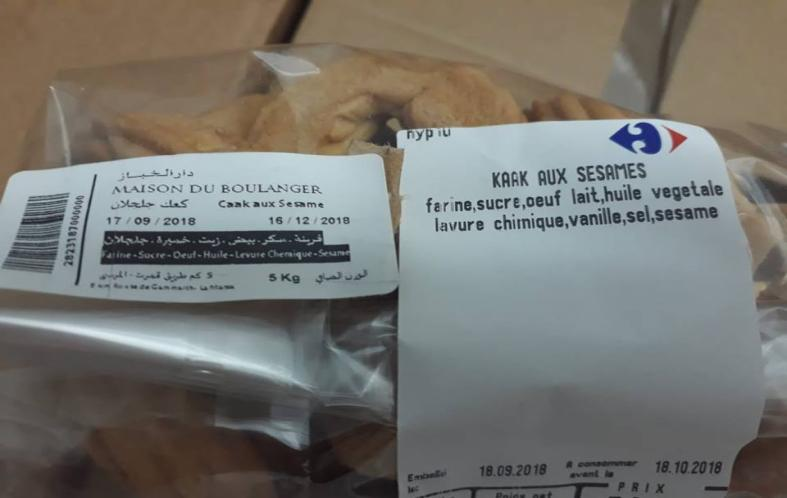 دار الخباز
MAISON DU BOULANGER
كعك جلجلان Caak aux Sesame
17/09/2018 16/12/2018
فرينة - سكر - بيض - زيت - خميرة - جلجلان
Farine-Sucre-Oeuf-Huile-Levure Chemique-Sesame
5 كم طريق قمرت - المرسى 5 Kg الوزن الصافي
5 km Route de Gammarth - La Marsa
2823187000000
hyp
KAAK AUX SESAMES
farine,sucre,oeuf lait,huile vegetale
lavure chimique,vanille,sel,sesame
Emballé 18.09.2018 A consommer 18.10.2018
le: avant le
Poids net PRIX